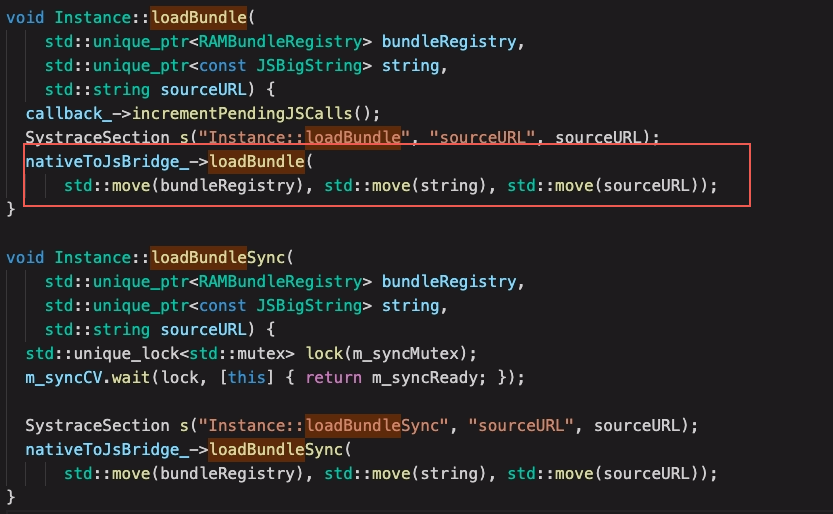 void Instance::loadBundle(
    std::unique_ptr<RAMBundleRegistry> bundleRegistry,
    std::unique_ptr<const JSBigString> string,
    std::string sourceURL) {
  callback_->incrementPendingJSCalls();
  SystraceSection s("Instance::loadBundle", "sourceURL", sourceURL);
  nativeToJsBridge_->loadBundle(
      std::move(bundleRegistry), std::move(string), std::move(sourceURL));
}

void Instance::loadBundleSync(
    std::unique_ptr<RAMBundleRegistry> bundleRegistry,
    std::unique_ptr<const JSBigString> string,
    std::string sourceURL) {
  std::unique_lock<std::mutex> lock(m_syncMutex);
  m_syncCV.wait(lock, [this] { return m_syncReady; });

  SystraceSection s("Instance::loadBundleSync", "sourceURL", sourceURL);
  nativeToJsBridge_->loadBundleSync(
      std::move(bundleRegistry), std::move(string), std::move(sourceURL));
}